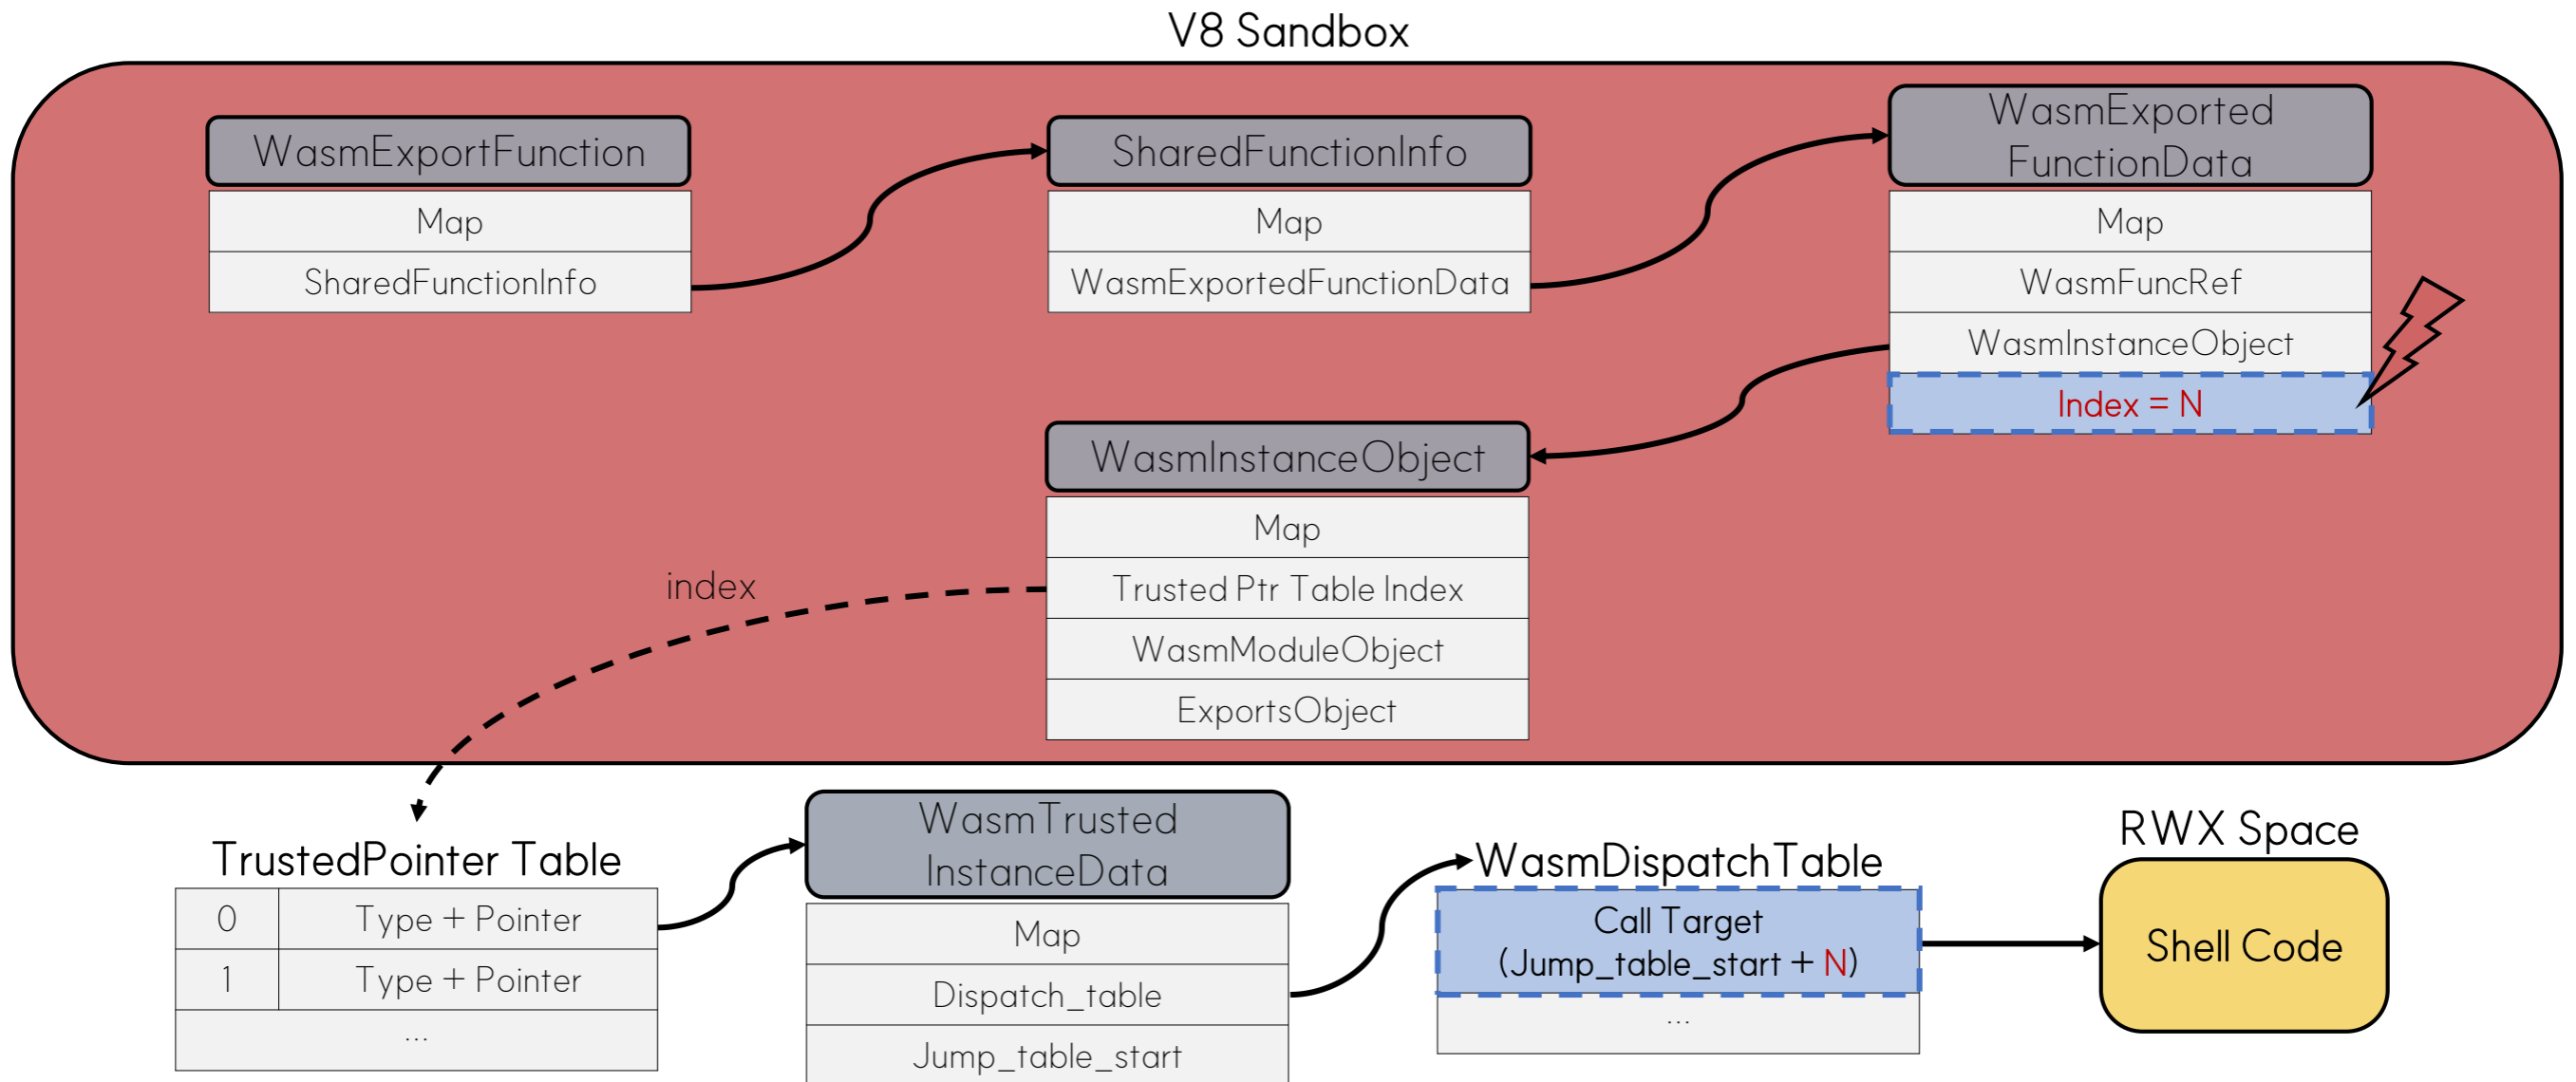 V8 Sandbox
WasmExportFunction
Map
SharedFunctionInfo
SharedFunctionInfo
Map
WasmExportedFunctionData
WasmExported
FunctionData
Map
WasmFuncRef
WasmInstanceObject
Index = N
WasmInstanceObject
Map
Trusted Ptr Table Index
WasmModuleObject
ExportsObject
index
TrustedPointer Table
0 Type + Pointer
1 Type + Pointer
...
WasmTrusted
InstanceData
Map
Dispatch_table
Jump_table_start
WasmDispatchTable
Call Target
(Jump_table_start + N)
...
RWX Space
Shell Code